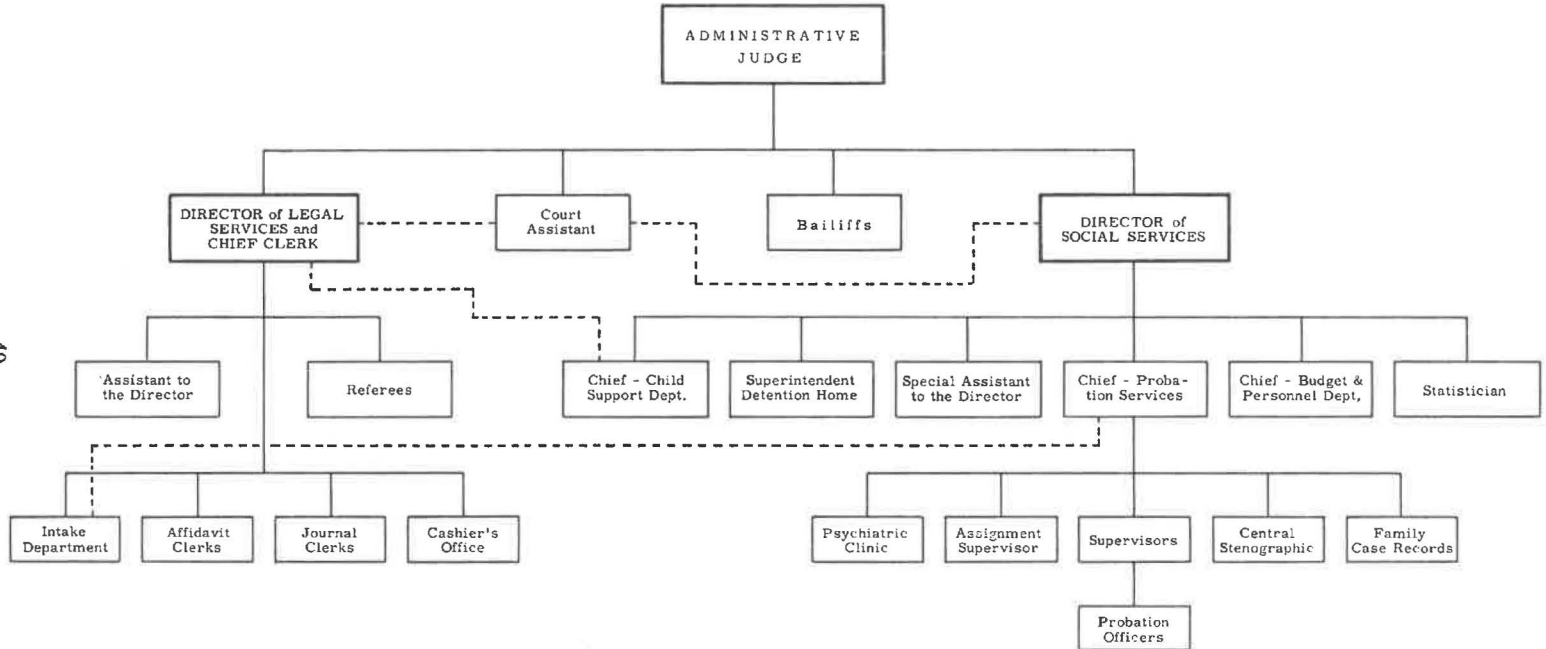 ADMINISTRATIVE
JUDGE
DIRECTOR of LEGAL
SERVICES and
CHIEF CLERK
Court
Assistant
Bailiffs
DIRECTOR of
SOCIAL SERVICES
Assistant to
the Director
Referees
Chief - Child
Support Dept.
Superintendent
Detention Home
Special Assistant
to the Director
Chief - Proba-
tion Services
Chief - Budget &
Personnel Dept.
Statistician
Intake
Department
Affidavit
Clerks
Journal
Clerks
Cashier's
Office
Psychiatric
Clinic
Assignment
Supervisor
Supervisors
Central
Stenographic
Family
Case Records
Probation
Officers